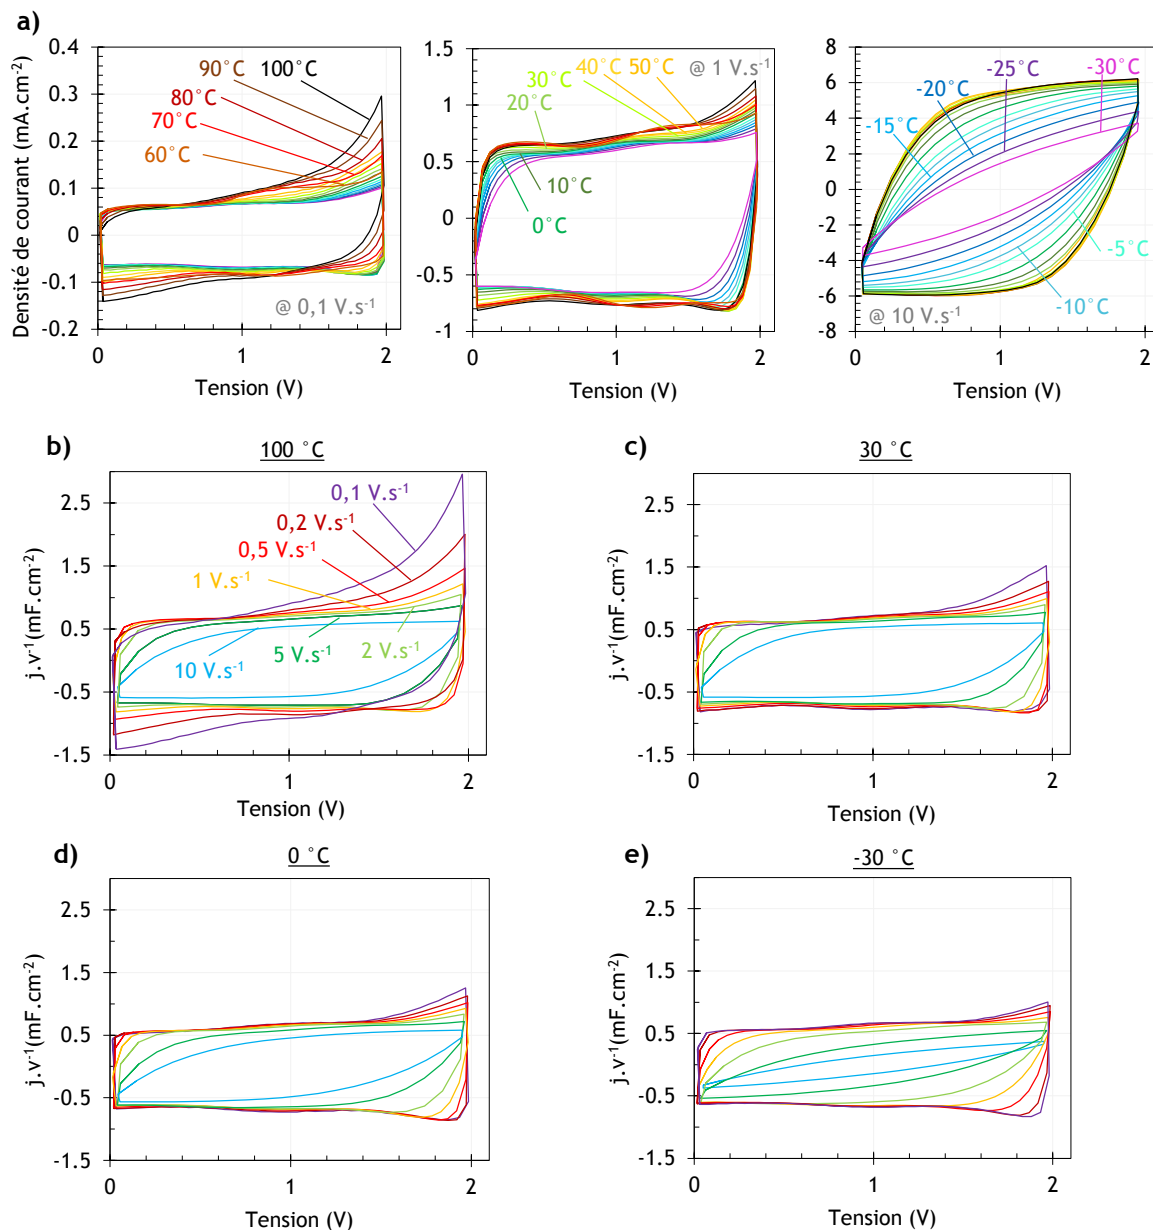 a)
Densité de courant (mA.cm⁻²)
0.4
0.3
0.2
0.1
0
-0.1
-0.2
90°C
100°C
80°C
70°C
60°C
@ 0,1 V.s⁻¹
0
1
2
Tension (V)
1.5
1
0.5
0
-0.5
-1
30°C
40°C
50°C
@ 1 V.s⁻¹
20°C
10°C
0°C
0
1
2
Tension (V)
8
6
4
2
0
-2
-4
-6
-8
-25°C
-30°C
-20°C
-15°C
-5°C
-10°C
@ 10 V.s⁻¹
0
1
2
Tension (V)
b)
100 °C
j.v⁻¹(mF.cm⁻²)
2.5
1.5
0.5
-0.5
-1.5
0,1 V.s⁻¹
0,2 V.s⁻¹
0,5 V.s⁻¹
1 V.s⁻¹
10 V.s⁻¹
5 V.s⁻¹
2 V.s⁻¹
0
1
2
Tension (V)
c)
30 °C
j.v⁻¹(mF.cm⁻²)
2.5
1.5
0.5
-0.5
-1.5
0
1
2
Tension (V)
d)
0 °C
j.v⁻¹(mF.cm⁻²)
2.5
1.5
0.5
-0.5
-1.5
0
1
2
Tension (V)
e)
-30 °C
j.v⁻¹(mF.cm⁻²)
2.5
1.5
0.5
-0.5
-1.5
0
1
2
Tension (V)